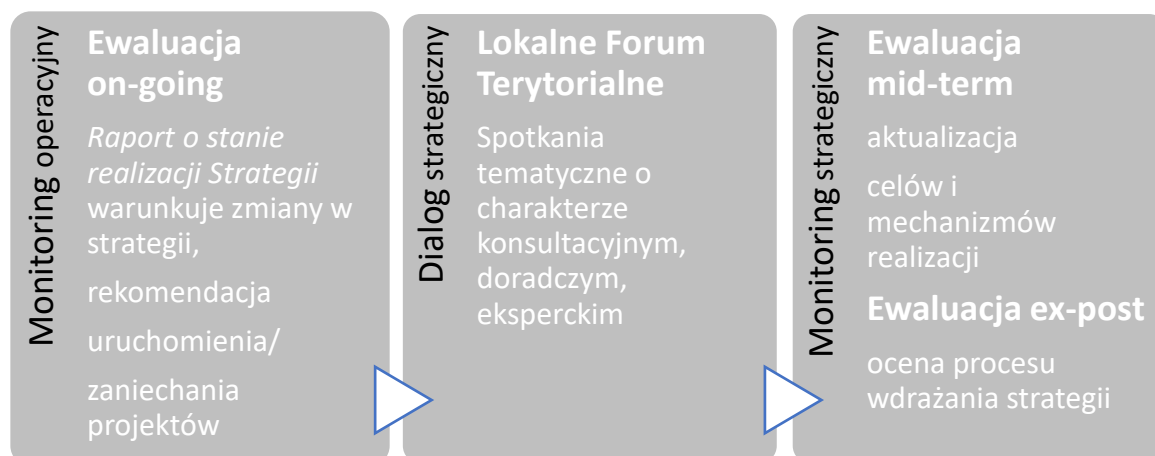 Monitoring operacyjny
Ewaluacja
on-going
Raport o stanie
realizacji Strategii
warunkuje zmiany w
strategii,
rekomendacja
uruchomienia/
zaniechania
projektów
Dialog strategiczny
Lokalne Forum
Terytorialne
Spotkania
tematyczne o
charakterze
konsultacyjnym,
doradczym,
eksperckim
Monitoring strategiczny
Ewaluacja
mid-term
aktualizacja
celów i
mechanizmów
realizacji
Ewaluacja ex-post
ocena procesu
wdrażania strategii